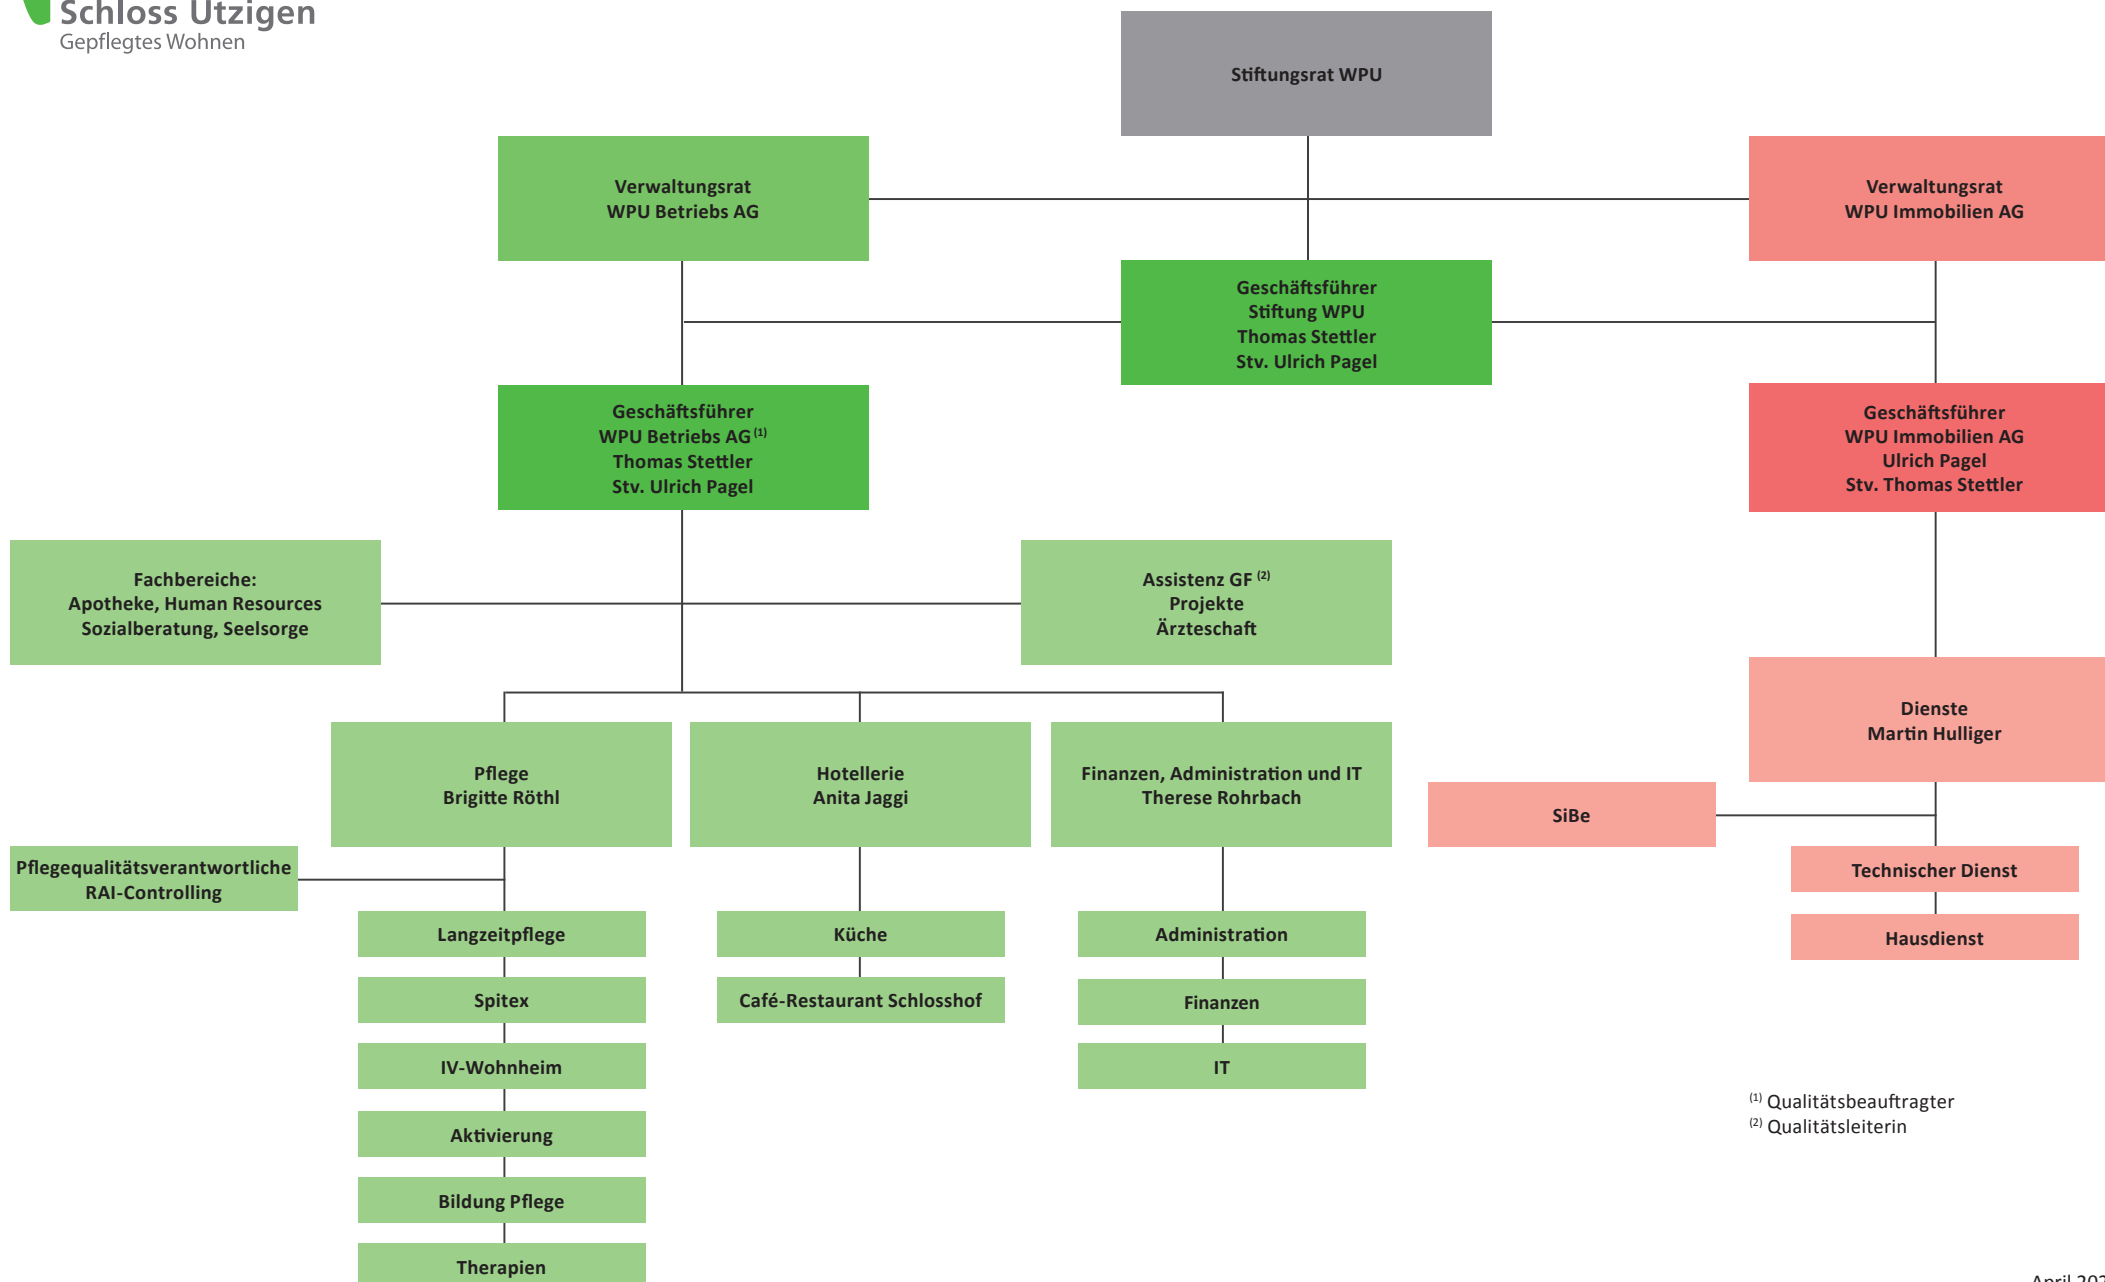 Schloss Utzigen
Gepflegtes Wohnen
Stiftungsrat WPU
Verwaltungsrat
WPU Betriebs AG
Verwaltungsrat
WPU Immobilien AG
Geschäftsführer
Stiftung WPU
Thomas Stettler
Stv. Ulrich Pagel
Geschäftsführer
WPU Betriebs AG (1)
Thomas Stettler
Stv. Ulrich Pagel
Geschäftsführer
WPU Immobilien AG
Ulrich Pagel
Stv. Thomas Stettler
Fachbereiche:
Apotheke, Human Resources
Sozialberatung, Seelsorge
Assistenz GF (2)
Projekte
Ärzteschaft
Dienste
Martin Hulliger
Pflege
Brigitte Röthl
Hotellerie
Anita Jaggi
Finanzen, Administration und IT
Therese Rohrbach
SiBe
Pflegequalitätsverantwortliche
RAI-Controlling
Technischer Dienst
Hausdienst
Langzeitpflege
Spitex
IV-Wohnheim
Aktivierung
Bildung Pflege
Therapien
Küche
Café-Restaurant Schlosshof
Administration
Finanzen
IT
(1) Qualitätsbeauftragter
(2) Qualitätsleiterin
April